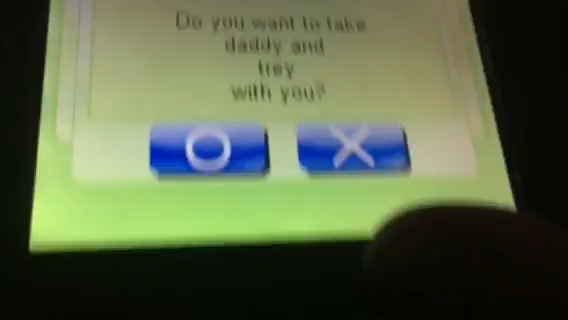 Do you want to take
daddy and
trey
with you?
O X